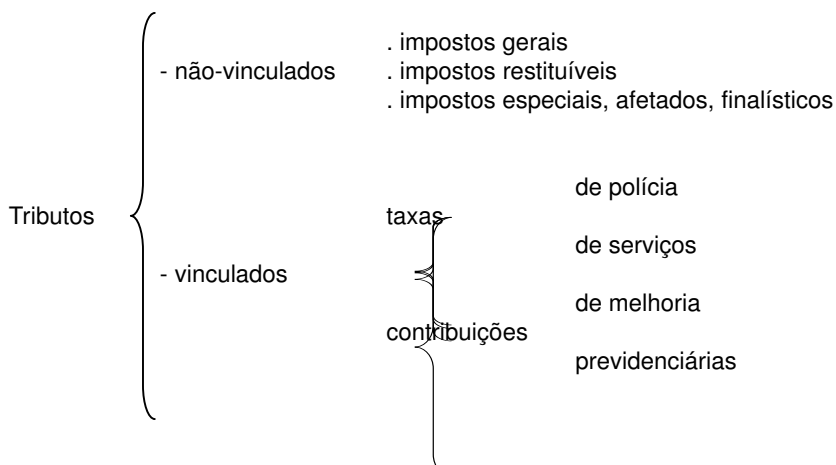 . impostos gerais
- não-vinculados
. impostos restituíveis
. impostos especiais, afetados, finalísticos
de polícia
Tributos
taxas
de serviços
- vinculados
de melhoria
contribuições
previdenciárias